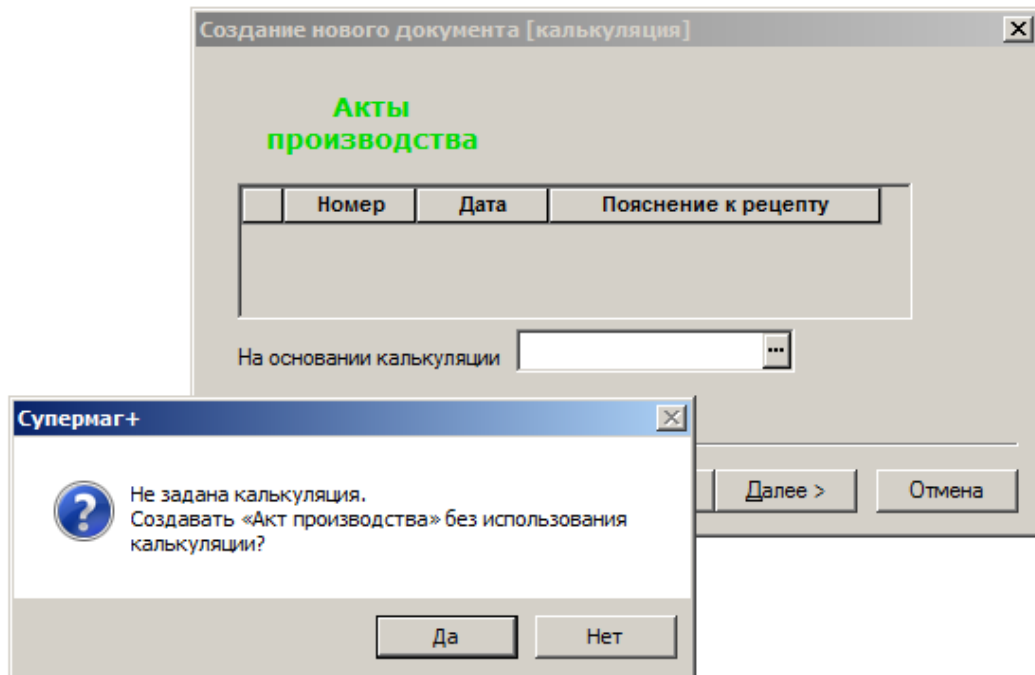 Создание нового документа [калькуляция]
Акты
производства
Номер Дата Пояснение к рецепту
На основании калькуляции
...
Супермаг+
Не задана калькуляция.
Создавать «Акт производства» без использования
калькуляции?
Далее > Отмена
Да Нет